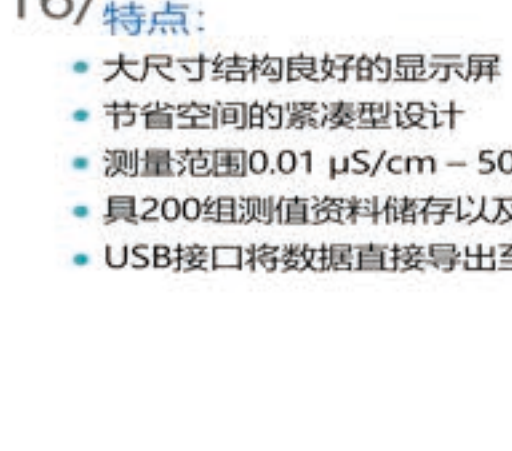 16/
特点:
大尺寸结构良好的显示屏
节省空间的紧凑型设计
测量范围0.01 µS/cm – 50
具200组测值资料储存以及
USB接口将数据直接导出至